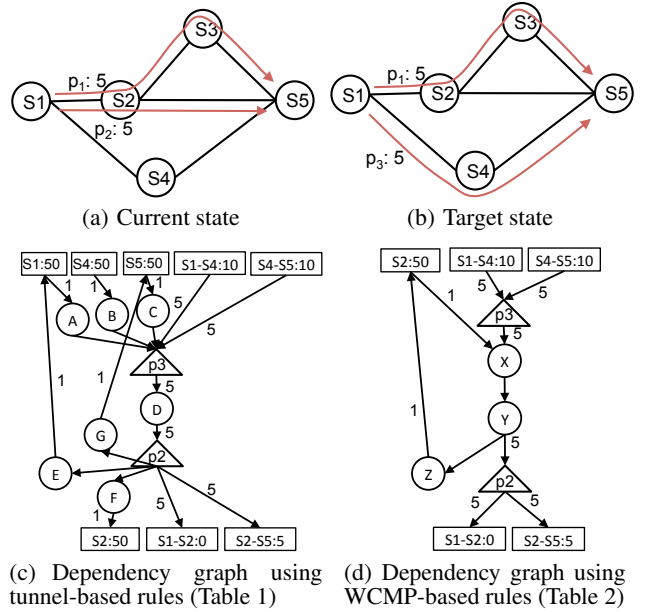 S3
S3
p1: 5
p1: 5
S1
S2
S5
S1
S2
S5
p2: 5
p3: 5
S4
S4
(a) Current state
(b) Target state
S1:50
S4:50
S5:50
S1-S4:10
S4-S5:10
1
1
1
5
5
A
B
C
p3
5
1
1
D
5
G
p2
E
F
5
5
1
S2:50
S1-S2:0
S2-S5:5
S2:50
S1-S4:10
S4-S5:10
5
5
1
p3
5
X
Y
1
5
Z
p2
5
5
S1-S2:0
S2-S5:5
(c) Dependency graph using
tunnel-based rules (Table 1)
(d) Dependency graph using
WCMP-based rules (Table 2)